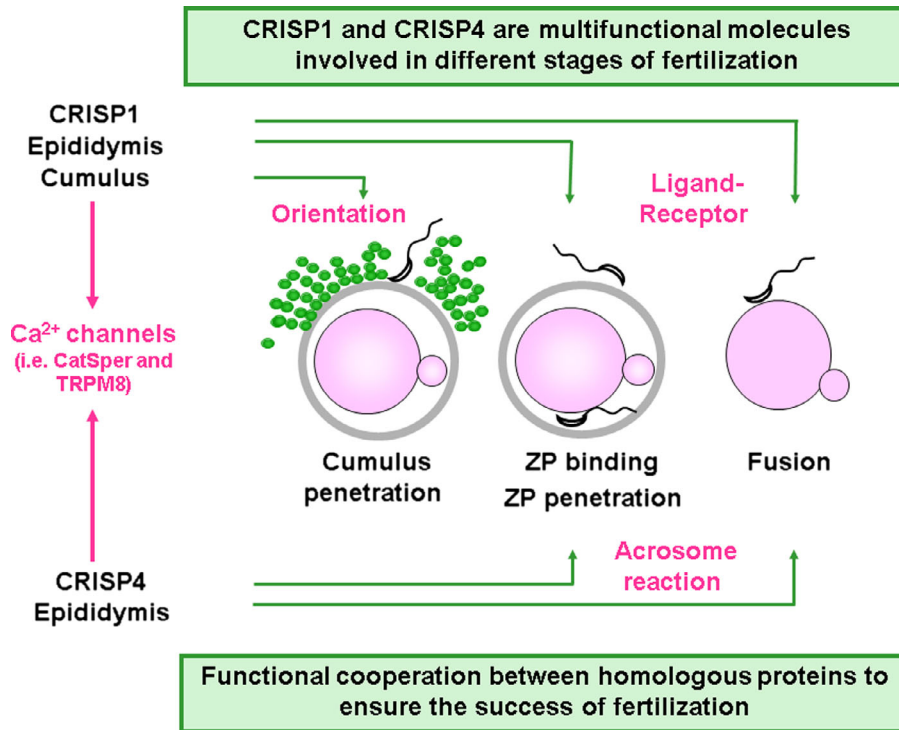 CRISP1 and CRISP4 are multifunctional molecules
involved in different stages of fertilization
CRISP1
Epididymis
Cumulus
Orientation
Ligand-
Receptor
Ca²⁺ channels
(i.e. CatSper and
TRPM8)
Cumulus
penetration
ZP binding
ZP penetration
Fusion
Acrosome
reaction
CRISP4
Epididymis
Functional cooperation between homologous proteins to
ensure the success of fertilization